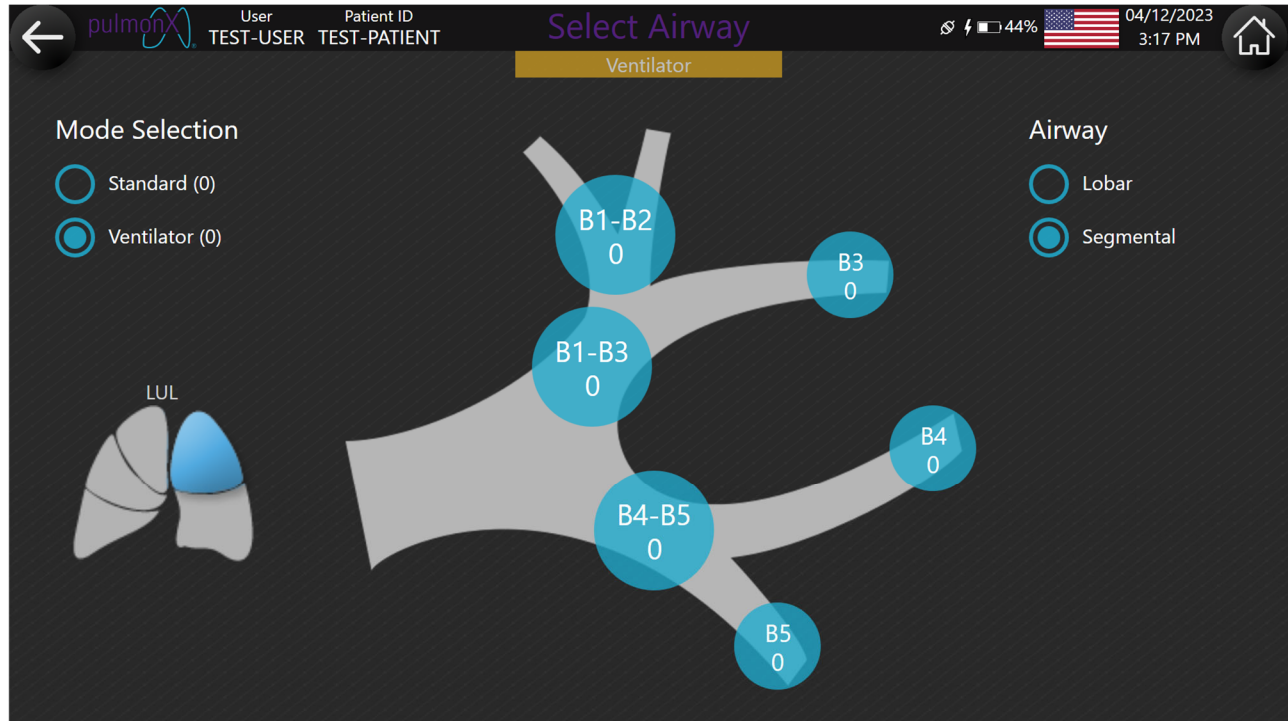 pulmonX
User
TEST-USER
Patient ID
TEST-PATIENT
Select Airway
44%
04/12/2023
3:17 PM
Ventilator
Mode Selection
Standard (0)
Ventilator (0)
Airway
Lobar
Segmental
B1-B2
0
B3
0
B1-B3
0
LUL
B4
0
B4-B5
0
B5
0